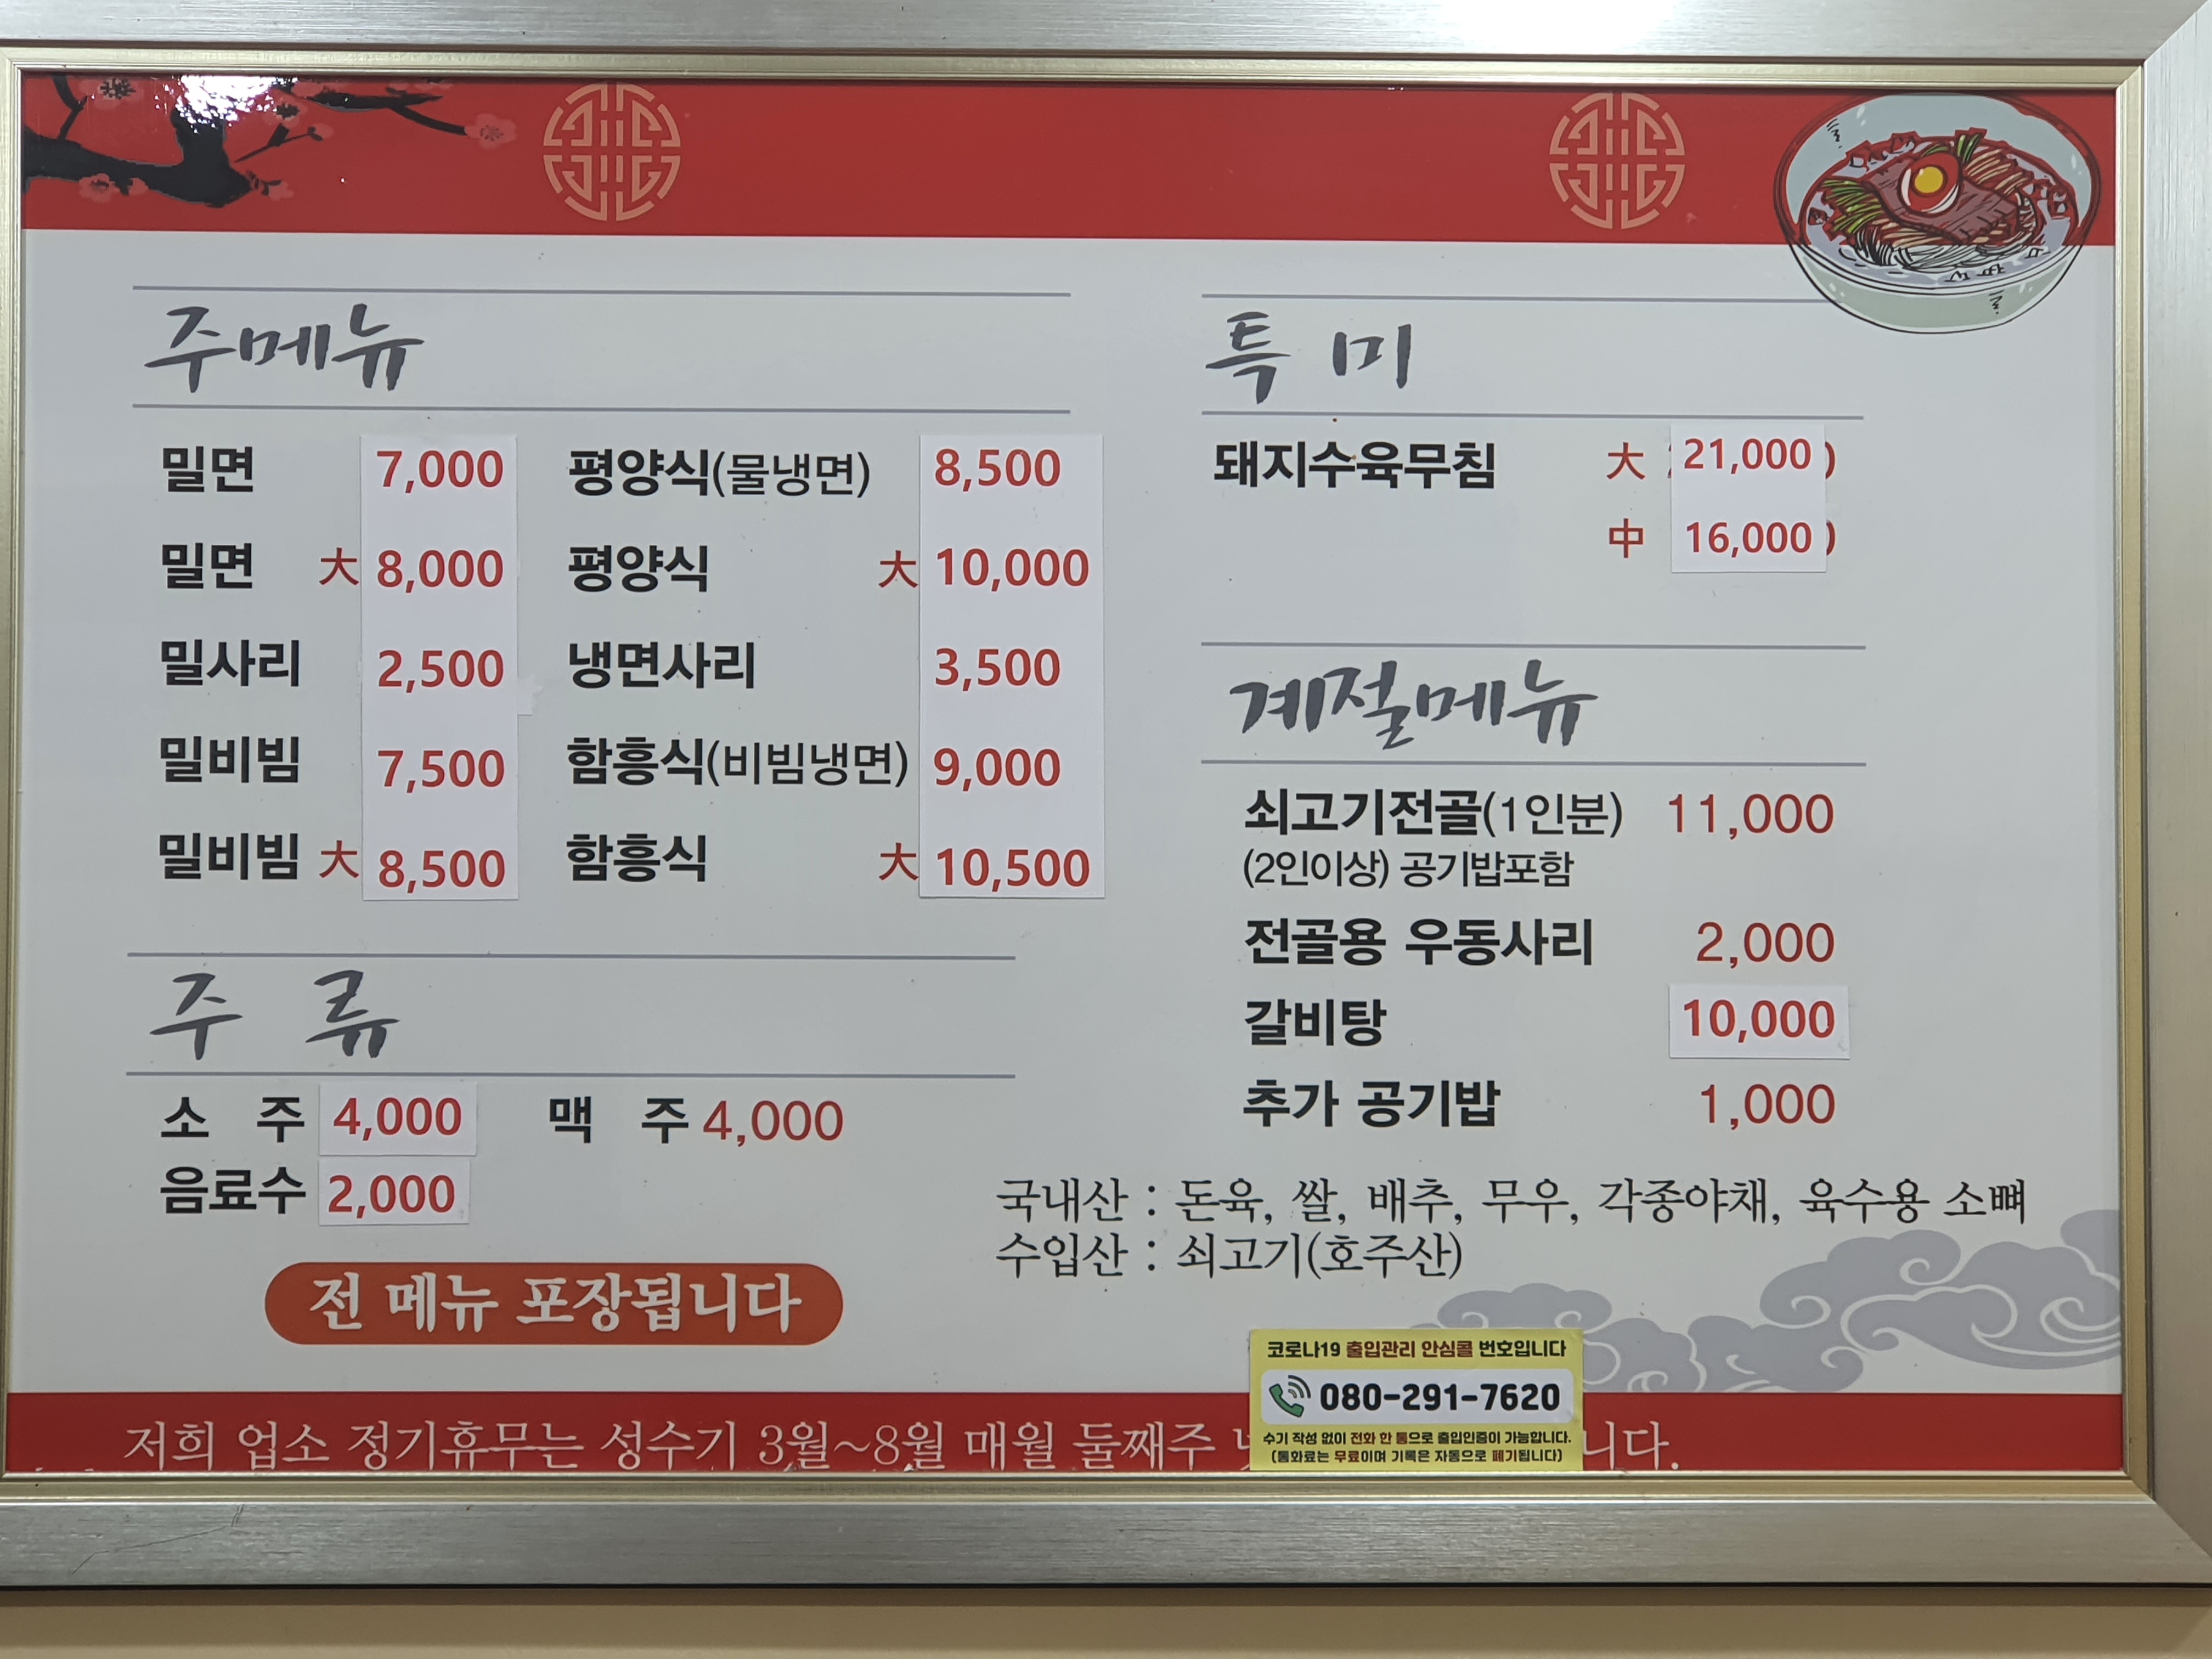 주메뉴
밀면 7,000 평양식(물냉면) 8,500
밀면 大 8,000 평양식 大 10,000
밀사리 2,500 냉면사리 3,500
밀비빔 7,500 함흥식(비빔냉면) 9,000
밀비빔 大 8,500 함흥식 大 10,500
주 류
소 주 4,000 맥 주 4,000
음료수 2,000
전 메뉴 포장됩니다
특 미
돼지수육무침 大 21,000
中 16,000
계절메뉴
쇠고기전골(1인분) 11,000
(2인이상) 공기밥포함
전골용 우동사리 2,000
갈비탕 10,000
추가 공기밥 1,000
국내산 : 돈육, 쌀, 배추, 무우, 각종야채, 육수용 소뼈
수입산 : 쇠고기(호주산)
코로나19 출입관리 안심콜 번호입니다
080-291-7620
수기 작성 없이 전화 한 통으로 출입인증이 가능합니다.
(통화료는 무료이며 기록은 자동으로 폐기됩니다)
저희 업소 정기휴무는 성수기 3월~8월 매월 둘째주 니다.